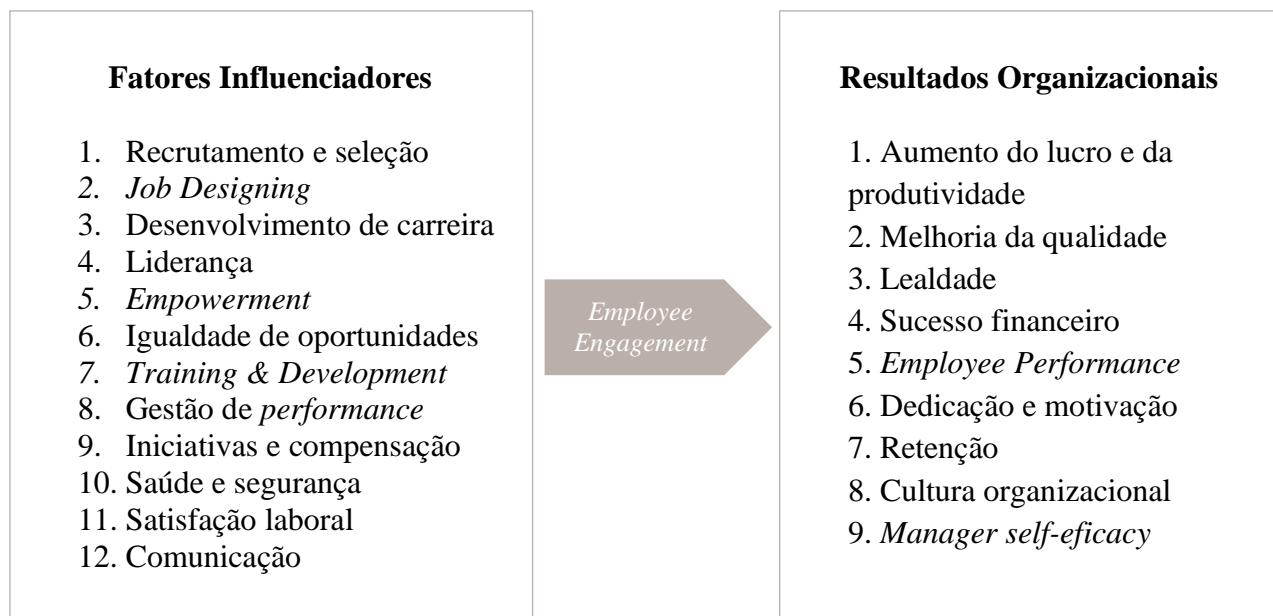 Fatores Influenciadores
1. Recrutamento e seleção
2. Job Designing
3. Desenvolvimento de carreira
4. Liderança
5. Empowerment
6. Igualdade de oportunidades
7. Training & Development
8. Gestão de performance
9. Iniciativas e compensação
10. Saúde e segurança
11. Satisfação laboral
12. Comunicação
Employee
Engagement
Resultados Organizacionais
1. Aumento do lucro e da
produtividade
2. Melhoria da qualidade
3. Lealdade
4. Sucesso financeiro
5. Employee Performance
6. Dedicação e motivação
7. Retenção
8. Cultura organizacional
9. Manager self-eficacy